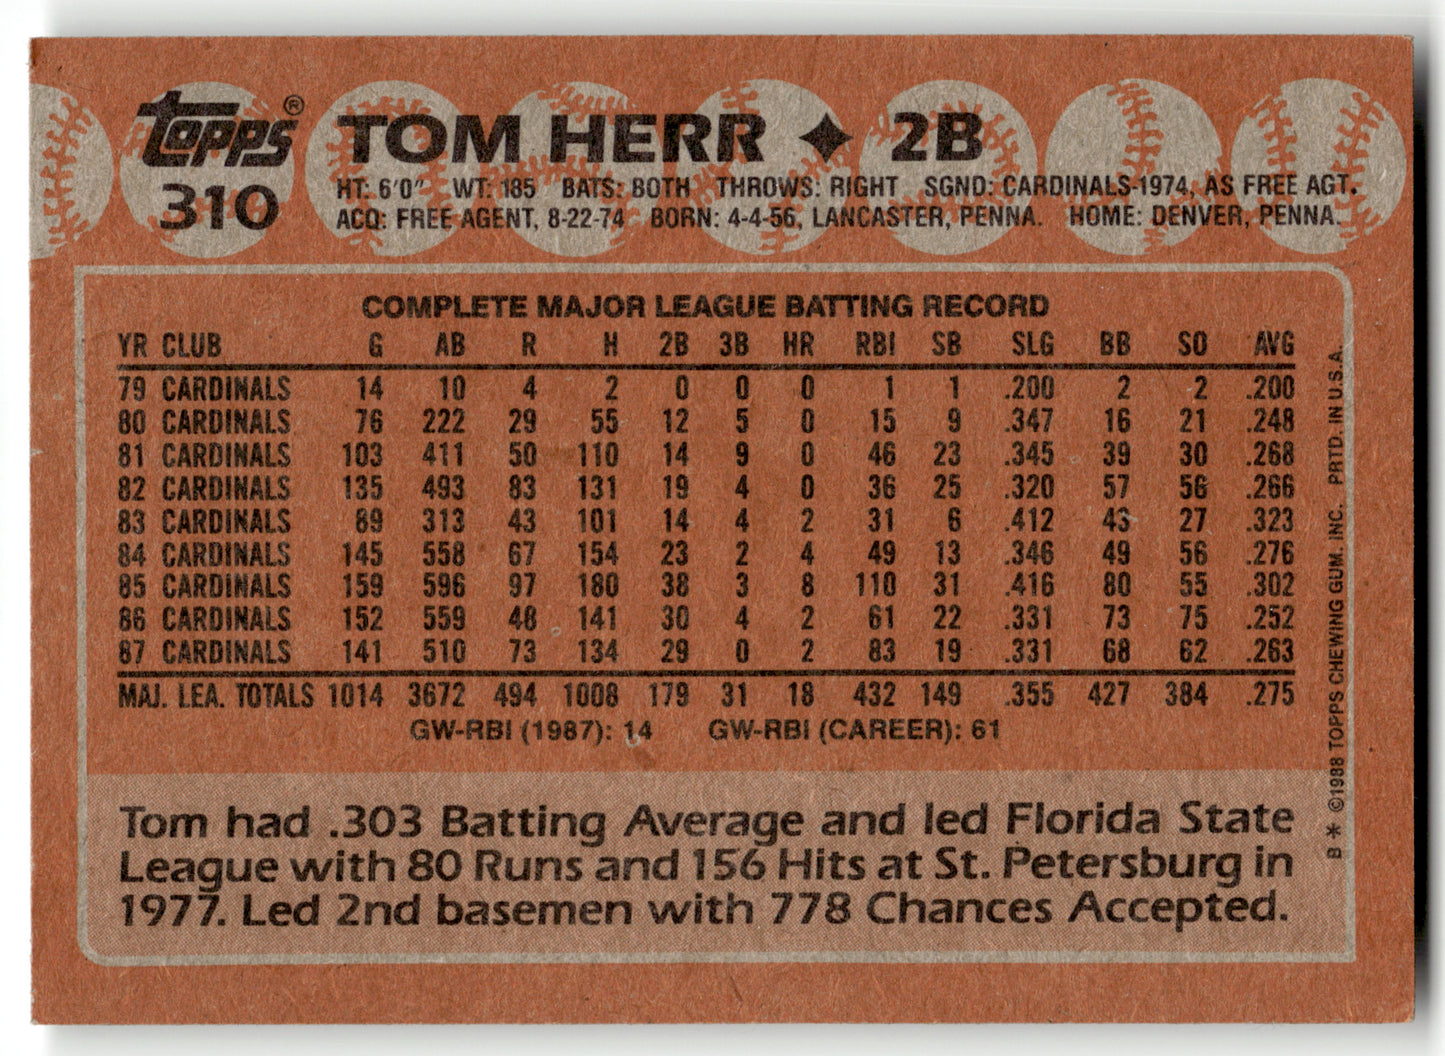 topps® TOM HERR ✦ 2B
310
HT: 6'0" WT: 185 BATS: BOTH THROWS: RIGHT SGND: CARDINALS-1974, AS FREE AGT.
ACQ: FREE AGENT, 8-22-74 BORN: 4-4-56, LANCASTER, PENNA. HOME: DENVER, PENNA.
COMPLETE MAJOR LEAGUE BATTING RECORD
YR CLUB G AB R H 2B 3B HR RBI SB SLG BB SO AVG
79 CARDINALS 14 10 4 2 0 0 0 1 1 .200 2 2 .200
80 CARDINALS 76 222 29 55 12 5 0 15 9 .347 16 21 .248
81 CARDINALS 103 411 50 110 14 9 0 46 23 .345 39 30 .268
82 CARDINALS 135 493 83 131 19 4 0 36 25 .320 57 56 .266
83 CARDINALS 89 313 43 101 14 4 2 31 6 .412 43 27 .323
84 CARDINALS 145 558 67 154 23 2 4 49 13 .346 49 56 .276
85 CARDINALS 159 596 97 180 38 3 8 110 31 .416 80 55 .302
86 CARDINALS 152 559 48 141 30 4 2 61 22 .331 73 75 .252
87 CARDINALS 141 510 73 134 29 0 2 83 19 .331 68 62 .263
MAJ. LEA. TOTALS 1014 3672 494 1008 179 31 18 432 149 .355 427 384 .275
GW-RBI (1987): 14 GW-RBI (CAREER): 61
Tom had .303 Batting Average and led Florida State
League with 80 Runs and 156 Hits at St. Petersburg in
1977. Led 2nd basemen with 778 Chances Accepted.
B * ©1988 TOPPS CHEWING GUM. INC. PRTD. IN U.S.A.